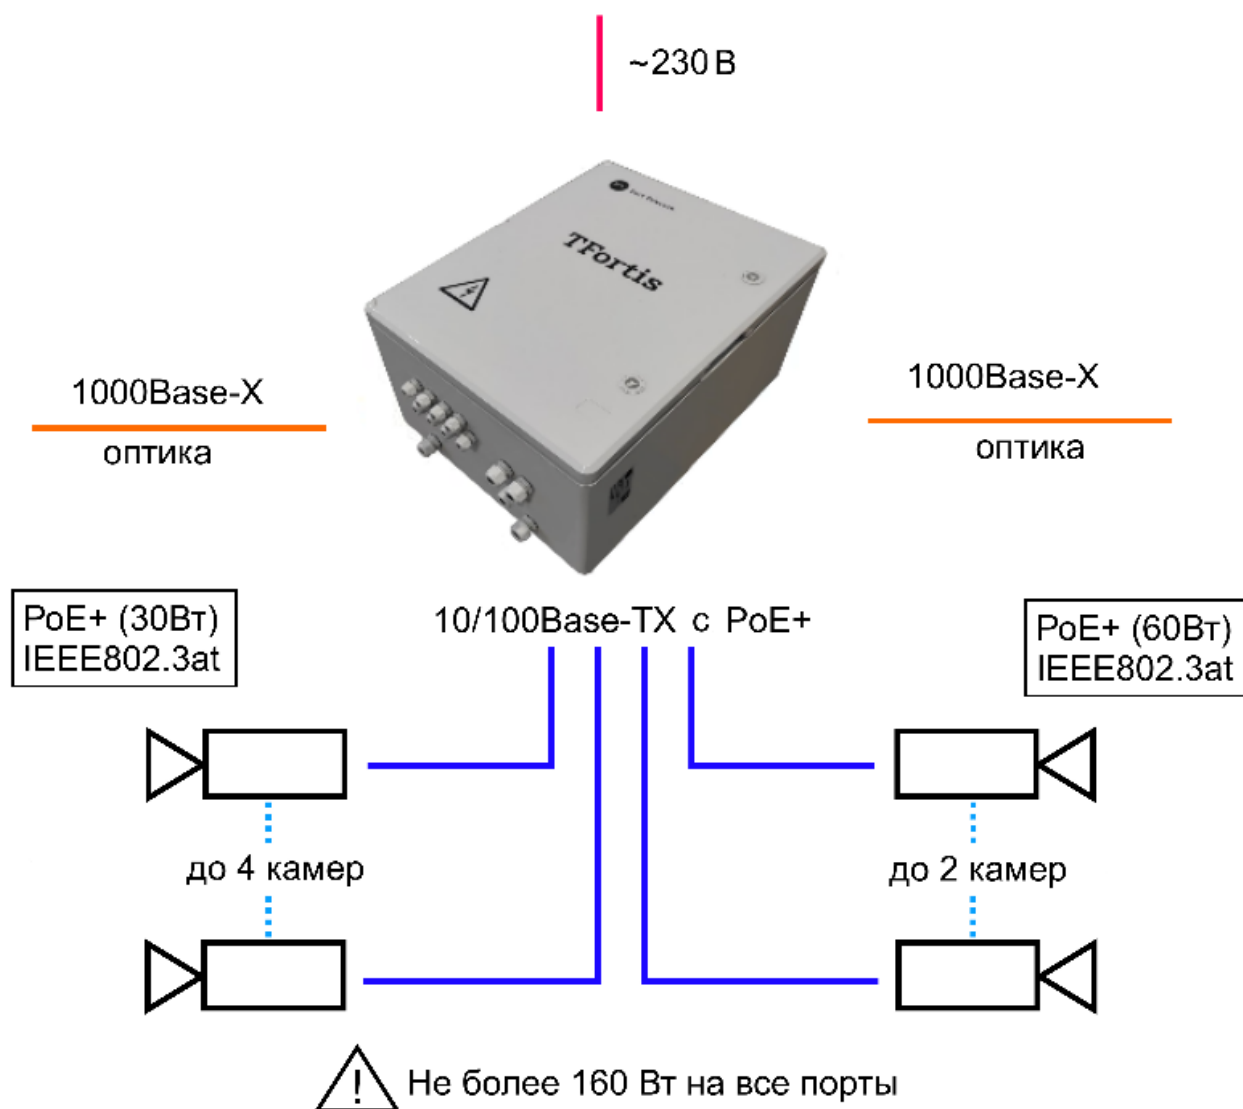 ~230 В
TFortis
1000Base-X
оптика
1000Base-X
оптика
PoE+ (30Вт)
IEEE802.3at
10/100Base-TX с PoE+
PoE+ (60Вт)
IEEE802.3at
до 4 камер
до 2 камер
! Не более 160 Вт на все порты